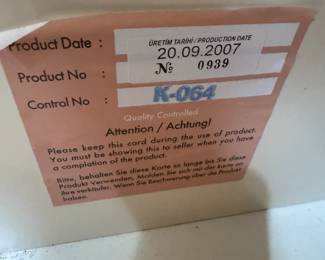 ÜRETİM TARİHİ / PRODUCTION DATE
Product Date : 20.09.2007
Product No : № 0939
Control No : K-064
Quality Controlled
Attention / Achtung!
Please keep this card during the use of product.
You must be showing this to seller when you have
a complation of the product.
Bitte, behalten Sie diese Karte so lange bis Sie diese
Produkt Verwenden, Melden Sie sich mit der karte an
ihre verkäufer, Wenn Sie Beschwerung über die Produkt
haben.